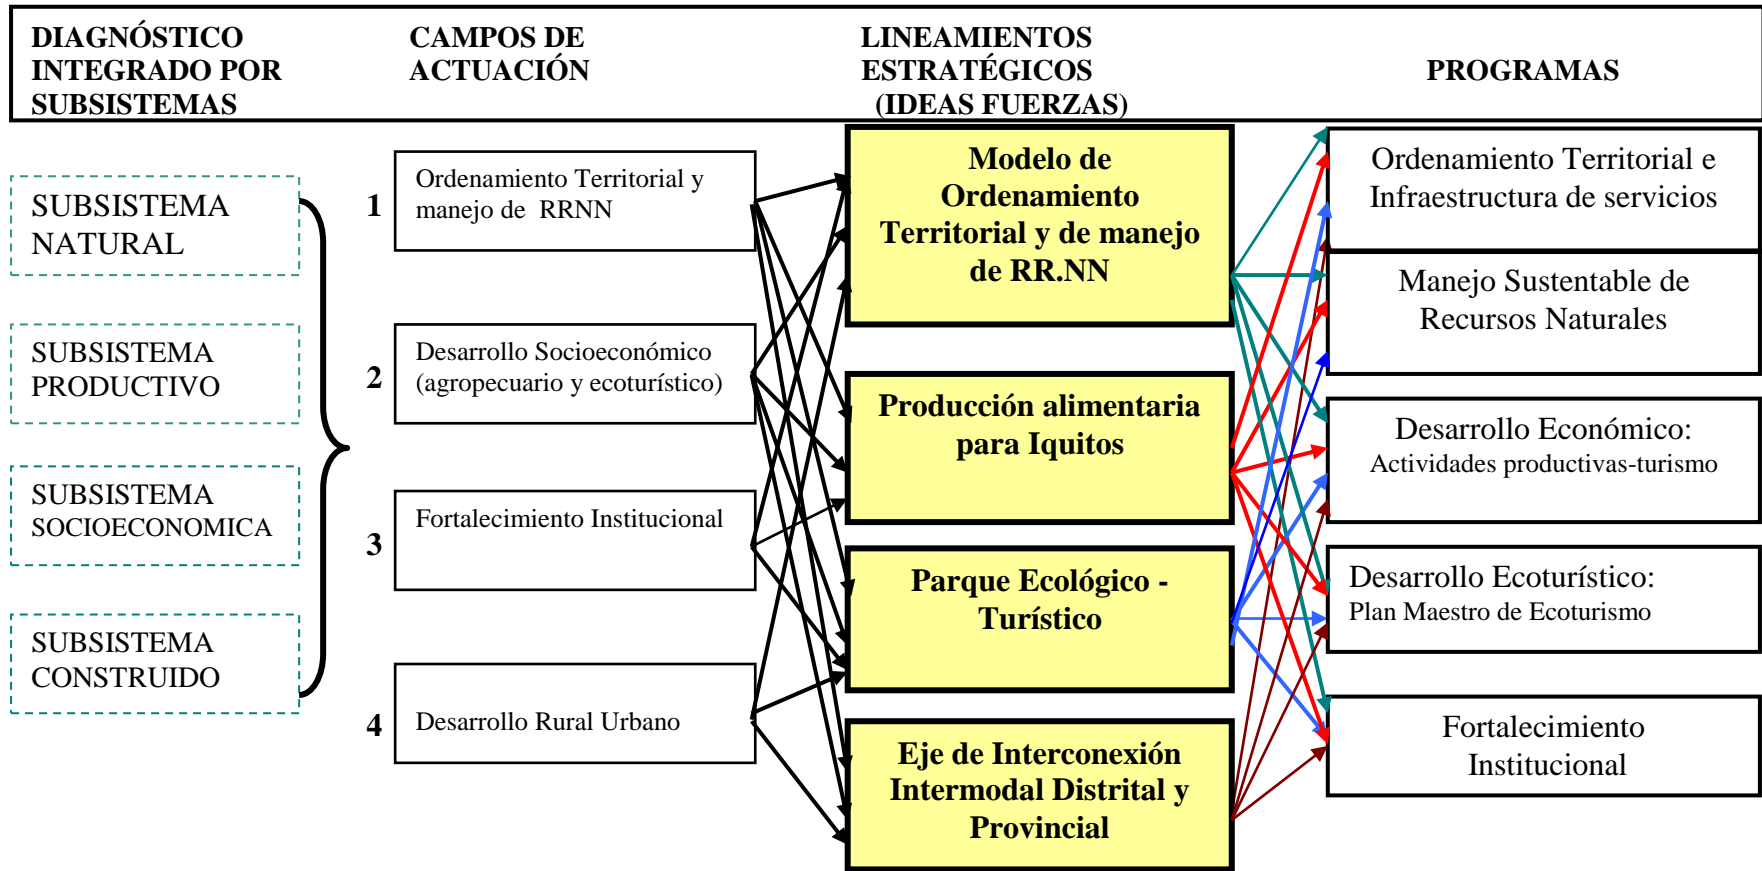 DIAGNÓSTICO
INTEGRADO POR
SUBSISTEMAS
CAMPOS DE
ACTUACIÓN
LINEAMIENTOS
ESTRATÉGICOS
(IDEAS FUERZAS)
PROGRAMAS
SUBSISTEMA
NATURAL
SUBSISTEMA
PRODUCTIVO
SUBSISTEMA
SOCIOECONOMICA
SUBSISTEMA
CONSTRUIDO
1
Ordenamiento Territorial y
manejo de RRNN
2
Desarrollo Socioeconómico
(agropecuario y ecoturístico)
3
Fortalecimiento Institucional
4
Desarrollo Rural Urbano
Modelo de
Ordenamiento
Territorial y de manejo
de RR.NN
Producción alimentaria
para Iquitos
Parque Ecológico -
Turístico
Eje de Interconexión
Intermodal Distrital y
Provincial
Ordenamiento Territorial e
Infraestructura de servicios
Manejo Sustentable de
Recursos Naturales
Desarrollo Económico:
Actividades productivas-turismo
Desarrollo Ecoturístico:
Plan Maestro de Ecoturismo
Fortalecimiento
Institucional